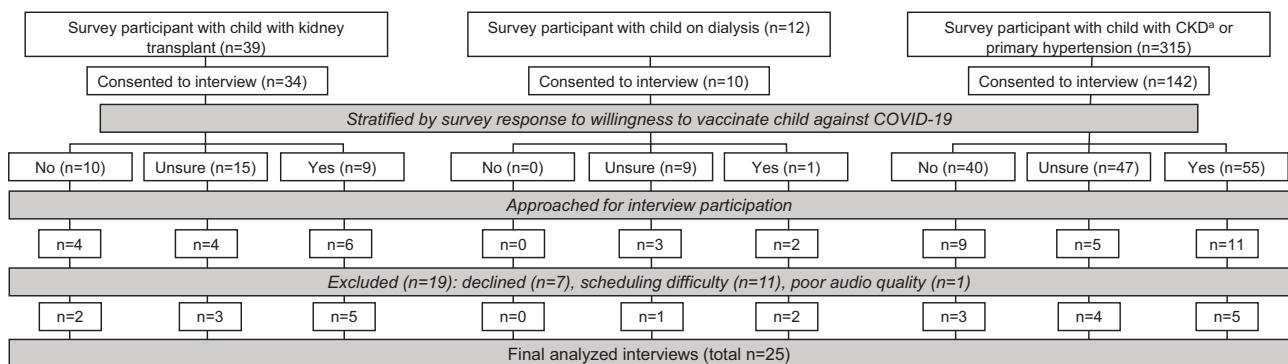 Survey participant with child with kidney
transplant (n=39)
Survey participant with child on dialysis (n=12)
Survey participant with child with CKDᵃ or
primary hypertension (n=315)
Consented to interview (n=34)
Consented to interview (n=10)
Consented to interview (n=142)
Stratified by survey response to willingness to vaccinate child against COVID-19
No (n=10)
Unsure (n=15)
Yes (n=9)
No (n=0)
Unsure (n=9)
Yes (n=1)
No (n=40)
Unsure (n=47)
Yes (n=55)
Approached for interview participation
n=4
n=4
n=6
n=0
n=3
n=2
n=9
n=5
n=11
Excluded (n=19): declined (n=7), scheduling difficulty (n=11), poor audio quality (n=1)
n=2
n=3
n=5
n=0
n=1
n=2
n=3
n=4
n=5
Final analyzed interviews (total n=25)